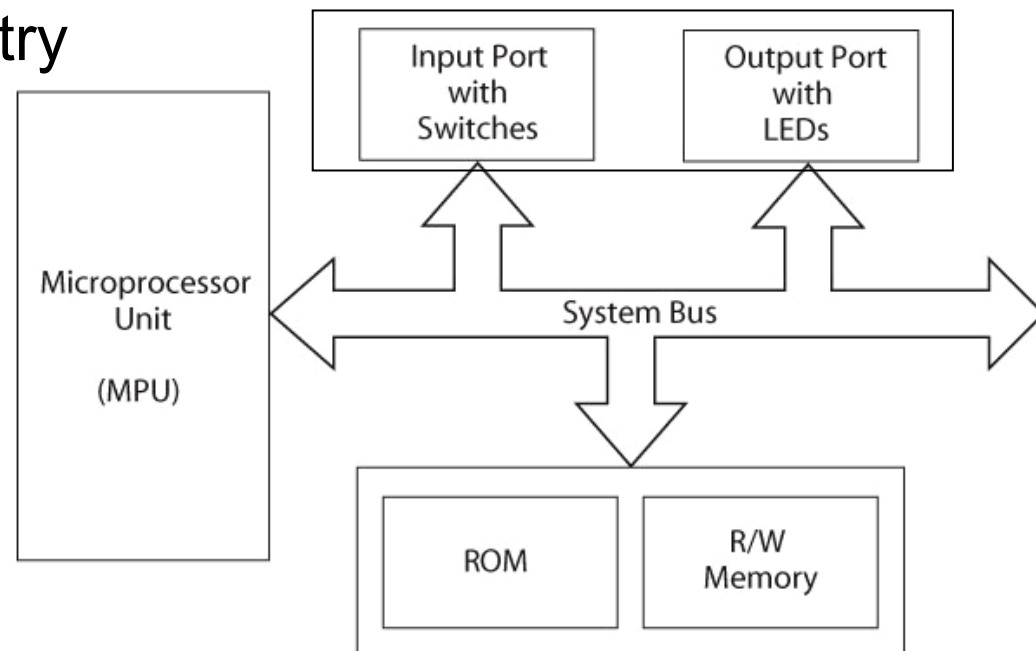 try
Input Port
with
Switches
Output Port
with
LEDs
Microprocessor
Unit
(MPU)
System Bus
ROM
R/W
Memory